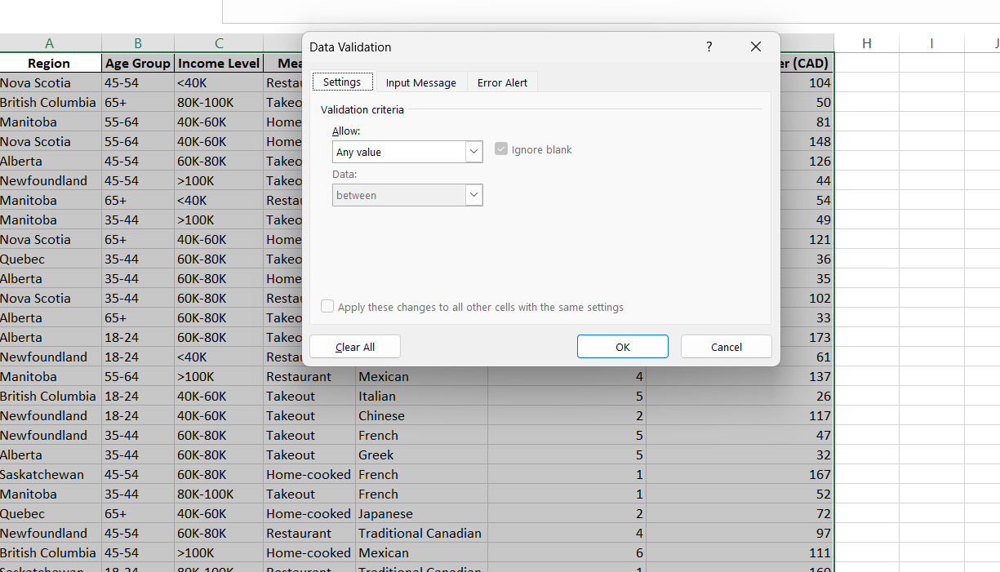 A B C H I J
Data Validation ?
Region Age Group Income Level Mea er (CAD)
Settings Input Message Error Alert
Nova Scotia 45-54 <40K Restau 104
British Columbia 65+ 80K-100K Takeo 50
Validation criteria
Manitoba 55-64 40K-60K Home 81
Allow:
Nova Scotia 55-64 40K-60K Home 148
Any value Ignore blank
Alberta 45-54 60K-80K Takeo 126
Data:
Newfoundland 45-54 >100K Takeo 44
between
Manitoba 65+ <40K Restau 54
Manitoba 35-44 >100K Takeo 49
Nova Scotia 65+ 40K-60K Home 121
Quebec 35-44 60K-80K Takeo 36
Alberta 35-44 60K-80K Home 35
Nova Scotia 35-44 60K-80K Restau 102
Apply these changes to all other cells with the same settings
Alberta 65+ 60K-80K Takeo 33
Alberta 18-24 60K-80K Takeo 173
Clear All OK Cancel
Newfoundland 18-24 <40K Restau 61
Manitoba 55-64 >100K Restaurant Mexican 4 137
British Columbia 18-24 40K-60K Takeout Italian 5 26
Newfoundland 18-24 40K-60K Takeout Chinese 2 117
Newfoundland 35-44 60K-80K Takeout French 5 47
Alberta 35-44 60K-80K Takeout Greek 5 32
Saskatchewan 45-54 60K-80K Home-cooked French 1 167
Manitoba 35-44 80K-100K Takeout French 1 52
Quebec 65+ 40K-60K Home-cooked Japanese 2 72
Newfoundland 45-54 60K-80K Restaurant Traditional Canadian 4 97
British Columbia 45-54 >100K Home-cooked Mexican 6 111
Saskatchewan 18-24 80K-100K Restaurant Traditional Canadian 1 160